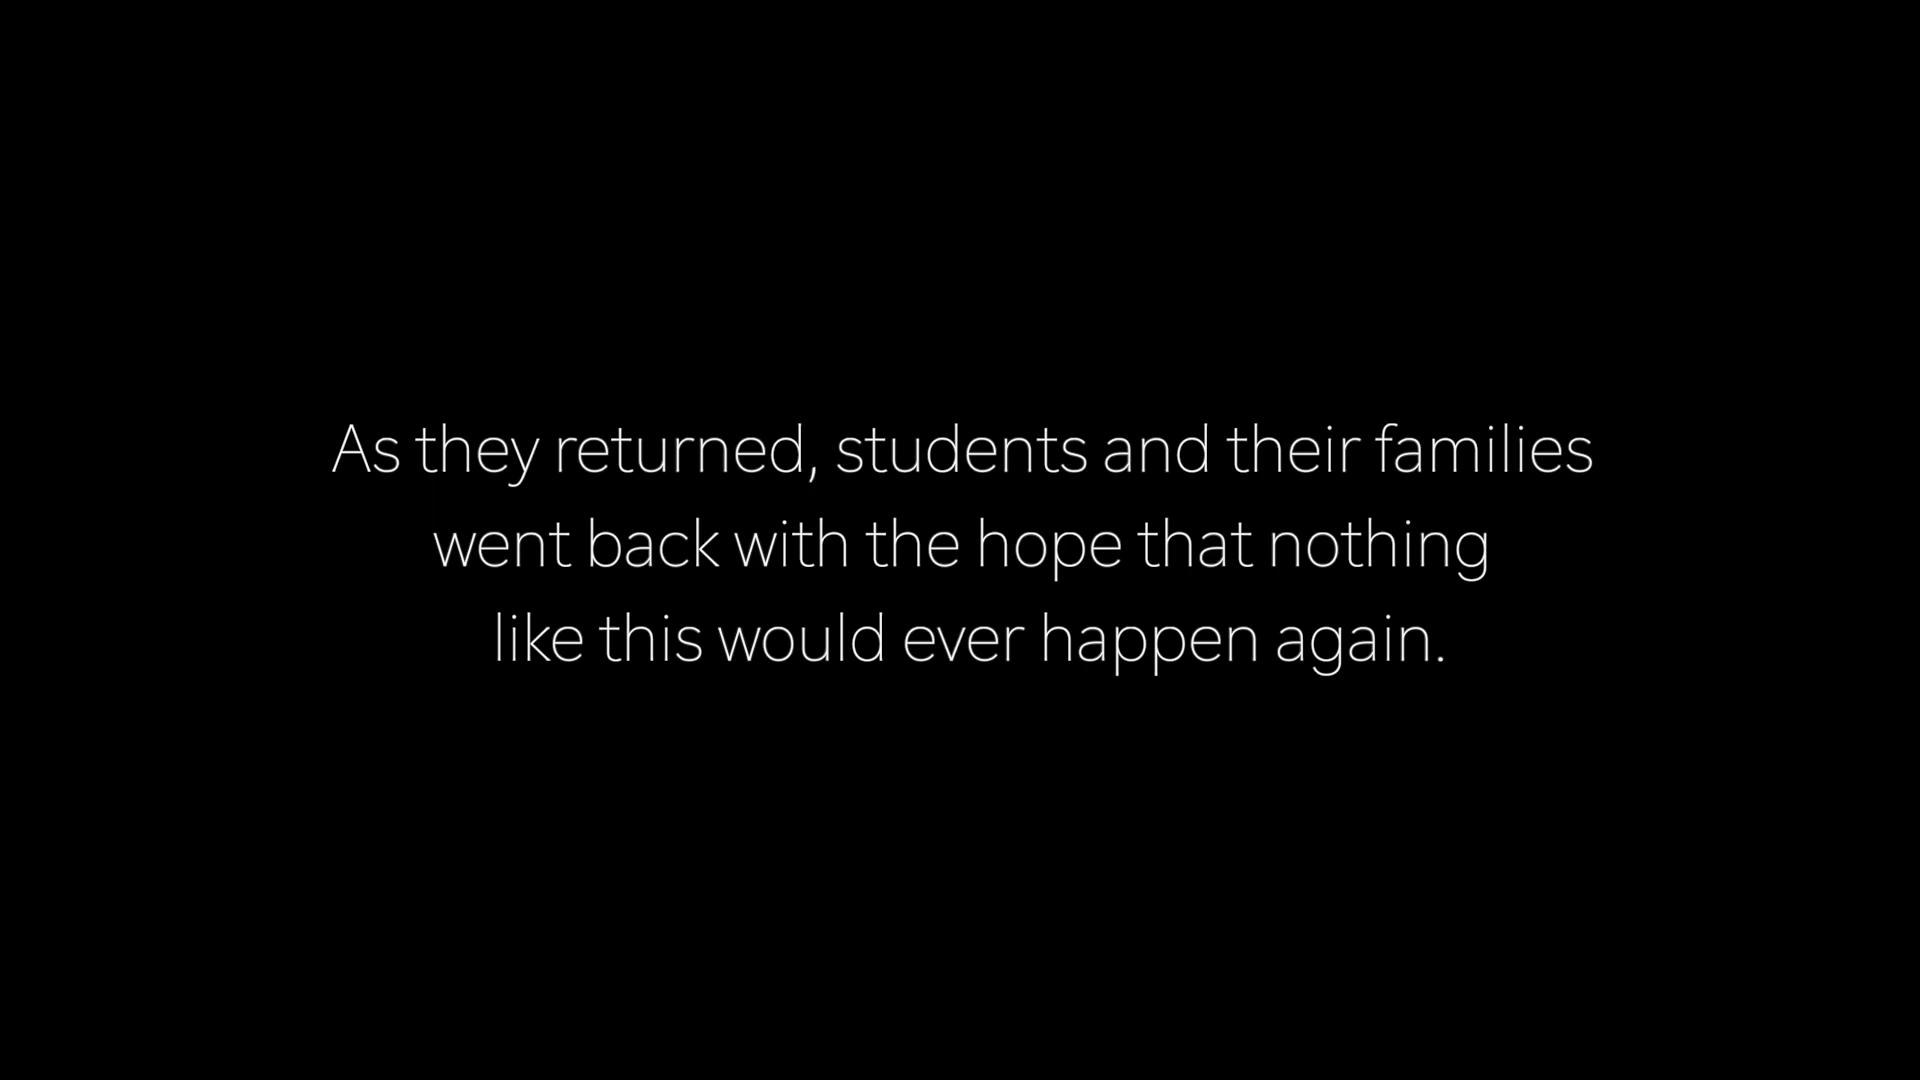 As they returned, students and their families
went back with the hope that nothing
like this would ever happen again.